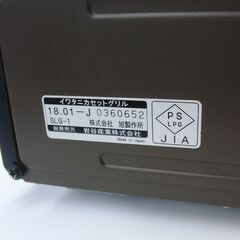 イワタニカセットグリル
18.01-J 0360652
SLG-1 株式会社 旭製作所
総発売元 岩谷産業株式会社
Made in Japan
PS
LPG
JIA